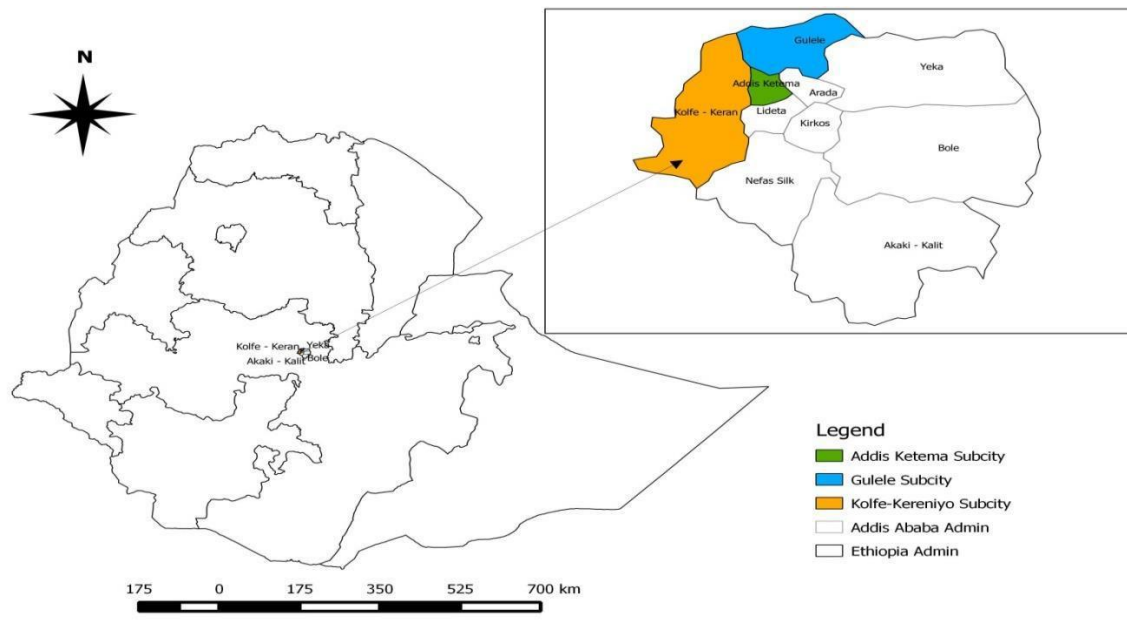 N
Gulele
Yeka
Addis Ketema
Arada
Kolfe - Keran
Lideta
Kirkos
Bole
Nefas Silk
Akaki - Kalit
Kolfe - Keran Yeka
Akaki - Kalit Bole
Legend
Addis Ketema Subcity
Gulele Subcity
Kolfe-Kereniyo Subcity
Addis Ababa Admin
Ethiopia Admin
175 0 175 350 525 700 km